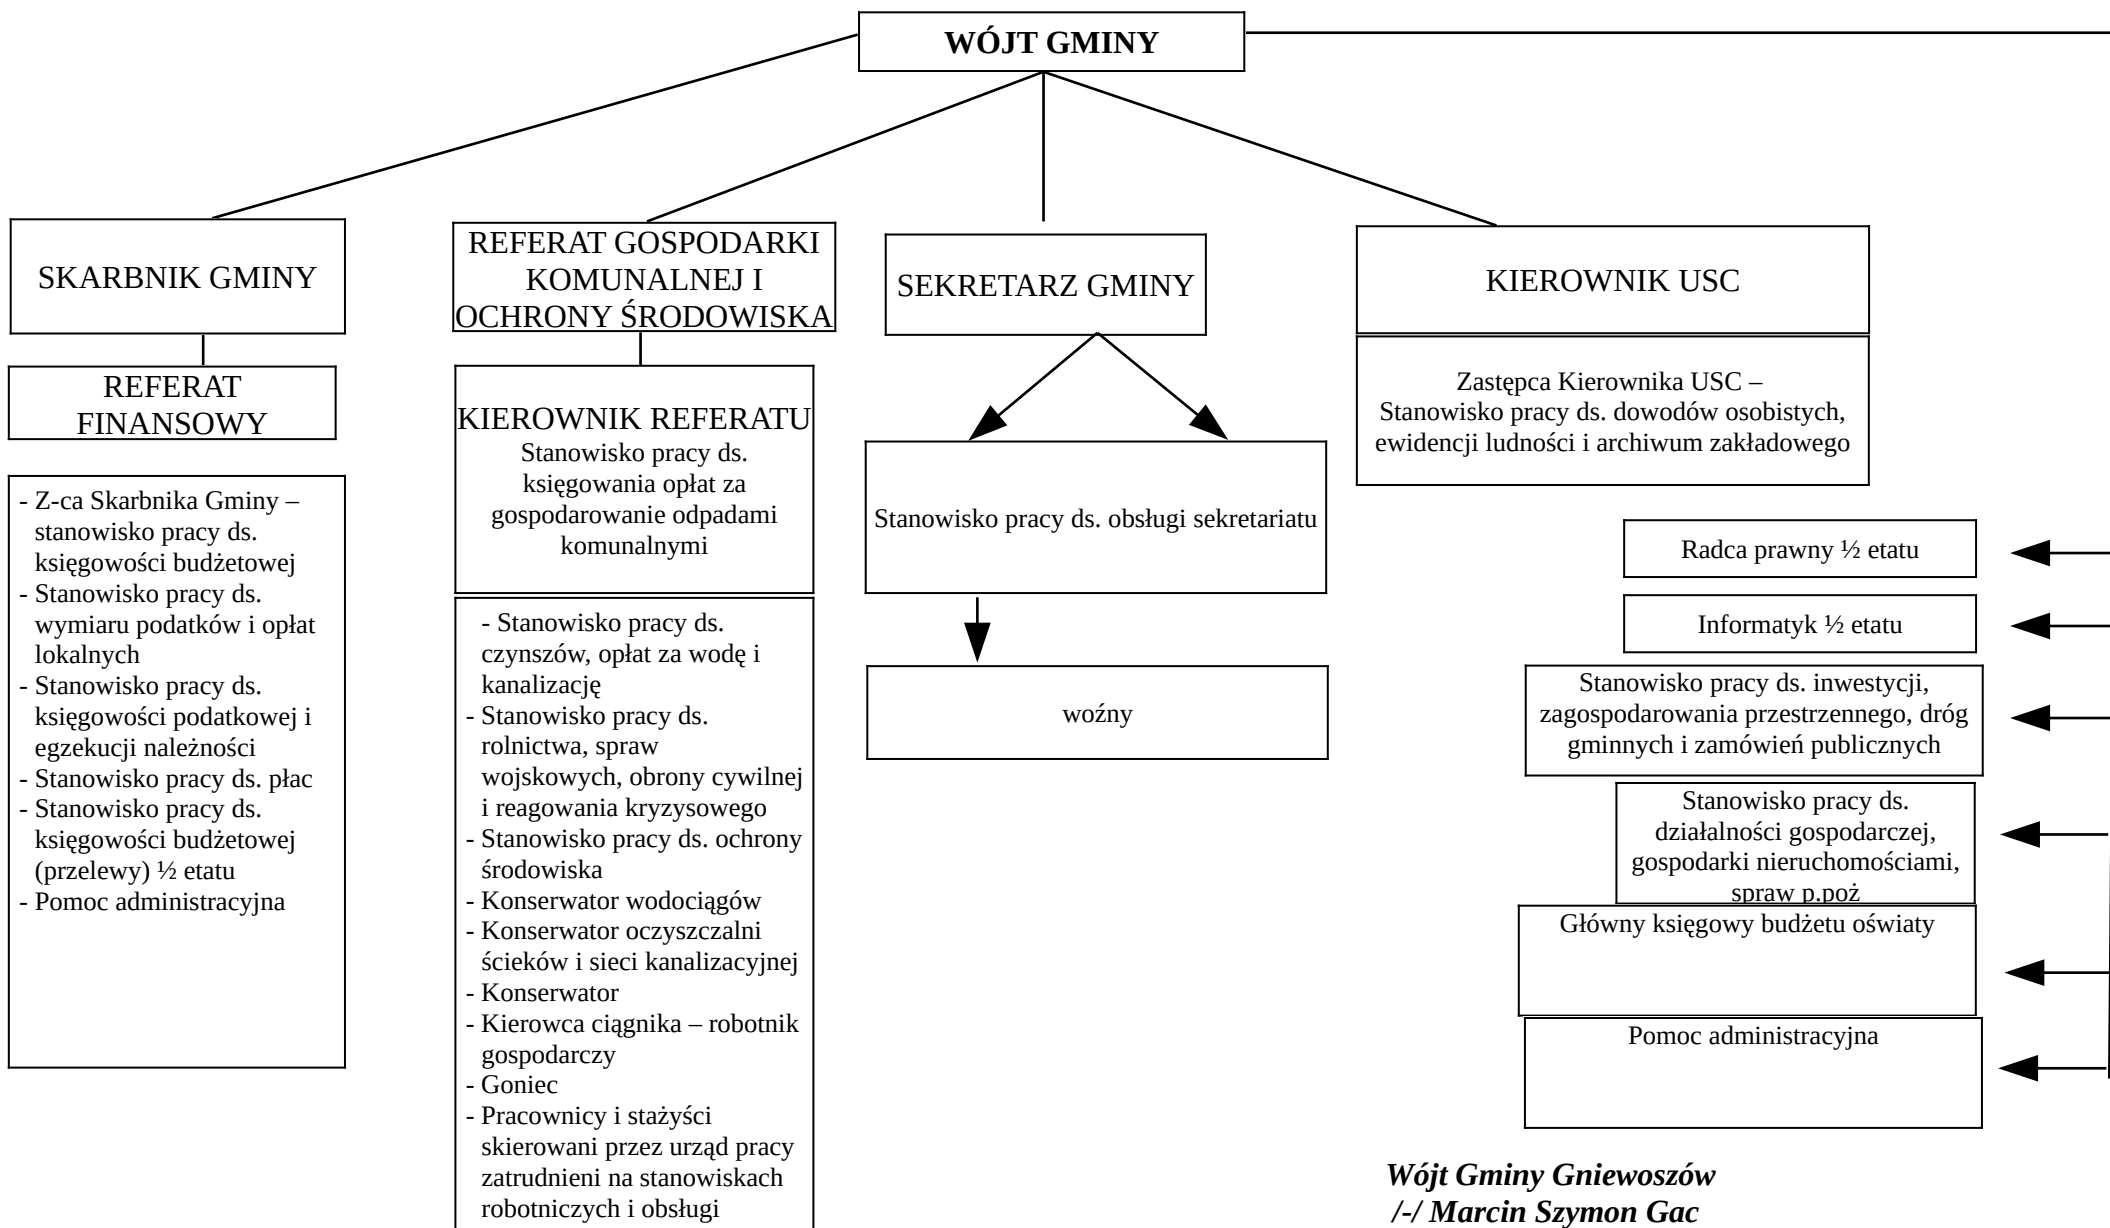 WÓJT GMINY
SKARBNIK GMINY
REFERAT
FINANSOWY
- Z-ca Skarbnika Gminy –
stanowisko pracy ds.
księgowości budżetowej
- Stanowisko pracy ds.
wymiaru podatków i opłat
lokalnych
- Stanowisko pracy ds.
księgowości podatkowej i
egzekucji należności
- Stanowisko pracy ds. płac
- Stanowisko pracy ds.
księgowości budżetowej
(przelewy) ½ etatu
- Pomoc administracyjna
REFERAT GOSPODARKI
KOMUNALNEJ I
OCHRONY ŚRODOWISKA
KIEROWNIK REFERATU
Stanowisko pracy ds.
księgowania opłat za
gospodarowanie odpadami
komunalnymi
- Stanowisko pracy ds.
czynszów, opłat za wodę i
kanalizację
- Stanowisko pracy ds.
rolnictwa, spraw
wojskowych, obrony cywilnej
i reagowania kryzysowego
- Stanowisko pracy ds. ochrony
środowiska
- Konserwator wodociągów
- Konserwator oczyszczalni
ścieków i sieci kanalizacyjnej
- Konserwator
- Kierowca ciągnika – robotnik
gospodarczy
- Goniec
- Pracownicy i stażyści
skierowani przez urząd pracy
zatrudnieni na stanowiskach
robotniczych i obsługi
SEKRETARZ GMINY
Stanowisko pracy ds. obsługi sekretariatu
woźny
KIEROWNIK USC
Zastępca Kierownika USC –
Stanowisko pracy ds. dowodów osobistych,
ewidencji ludności i archiwum zakładowego
Radca prawny ½ etatu
Informatyk ½ etatu
Stanowisko pracy ds. inwestycji,
zagospodarowania przestrzennego, dróg
gminnych i zamówień publicznych
Stanowisko pracy ds.
działalności gospodarczej,
gospodarki nieruchomościami,
spraw p.poż
Główny księgowy budżetu oświaty
Pomoc administracyjna
Wójt Gminy Gniewoszów
/-/ Marcin Szymon Gac